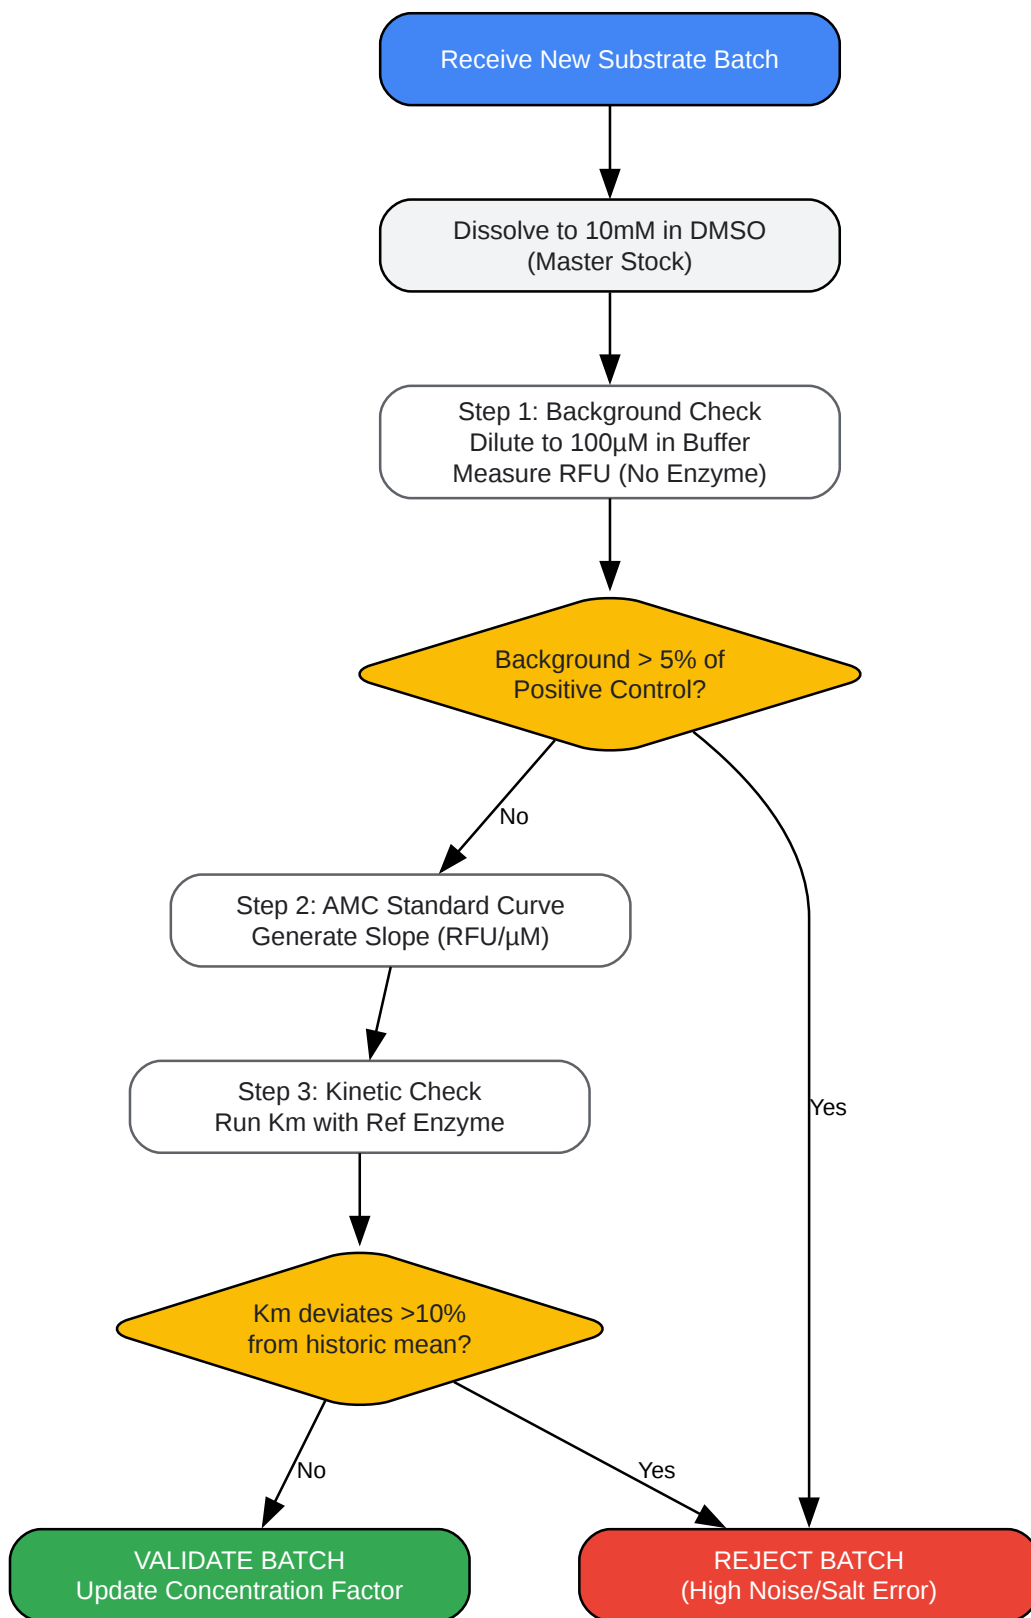 Receive New Substrate Batch
Dissolve to 10mM in DMSO
(Master Stock)
Step 1: Background Check
Dilute to 100µM in Buffer
Measure RFU (No Enzyme)
Background > 5% of
Positive Control?
No
Step 2: AMC Standard Curve
Generate Slope (RFU/µM)
Step 3: Kinetic Check
Run Km with Ref Enzyme
Yes
Km deviates >10%
from historic mean?
No
Yes
VALIDATE BATCH
Update Concentration Factor
REJECT BATCH
(High Noise/Salt Error)